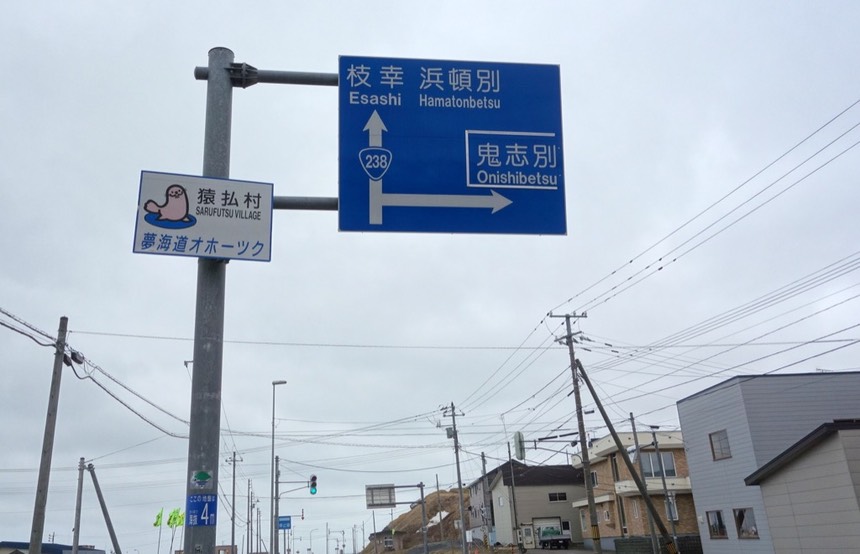 枝幸 浜頓別
Esashi Hamatonbetsu
238
鬼志別
Onishibetsu
猿払村
SARUFUTSU VILLAGE
夢海道オホーツク
4